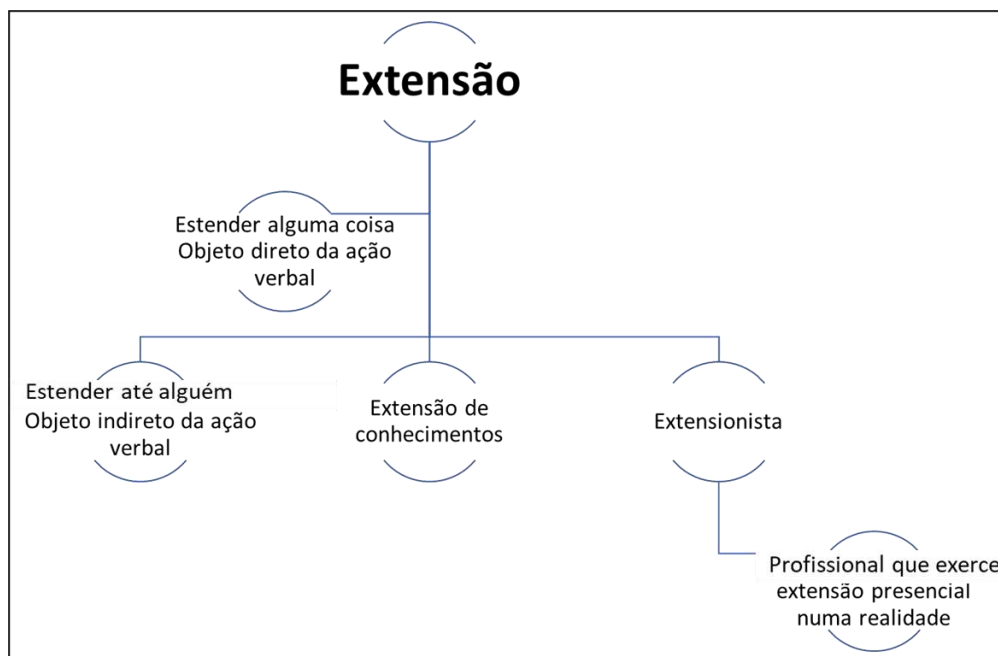 Extensão
Estender alguma coisa
Objeto direto da ação
verbal
Estender até alguém
Objeto indireto da ação
verbal
Extensão de
conhecimentos
Extensionista
Profissional que exerce
extensão presencial
numa realidade